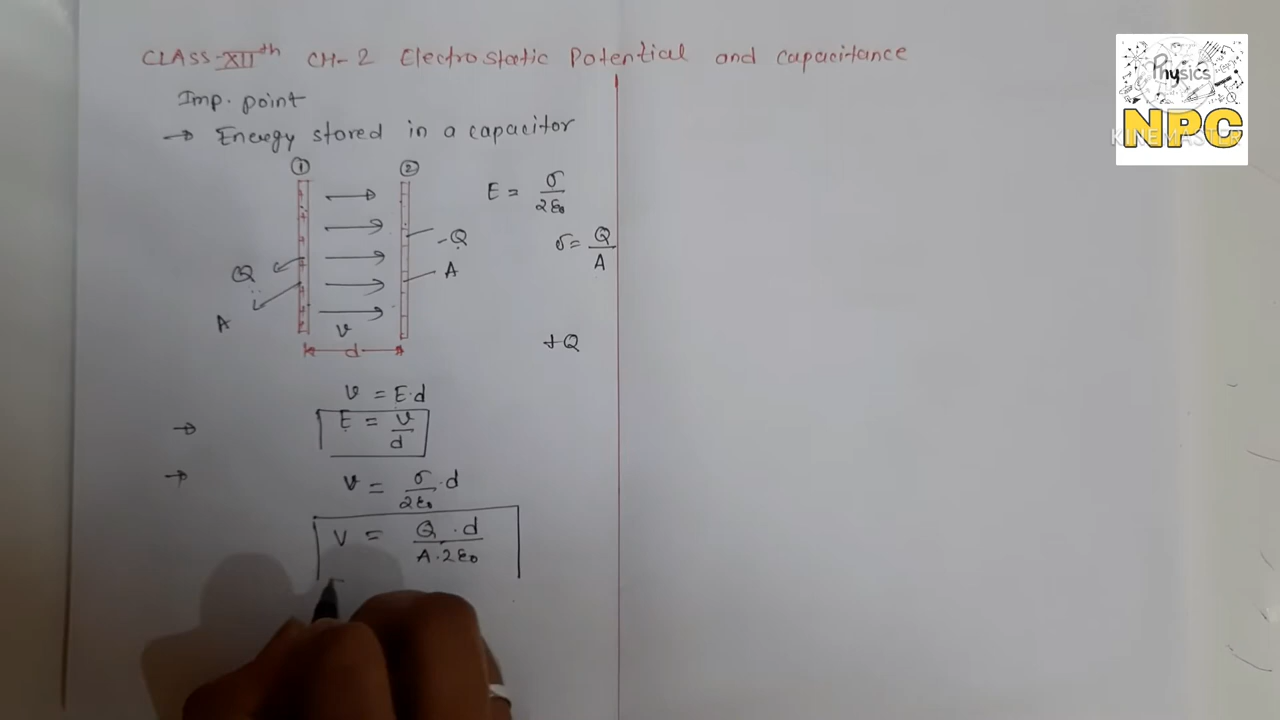 CLASS-XIIth CH-2 Electrostatic Potential and capacitance
Imp. point
→ Energy stored in a capacitor
① ②
E = σ/2ε₀
σ = Q/A
-Q
A
Q
A
V
d
+Q
V = E.d
→ E = V/d
→ V = σ/2ε₀ . d
V = Q . d/A . 2ε₀
Physics
NPC
KINEMASTER